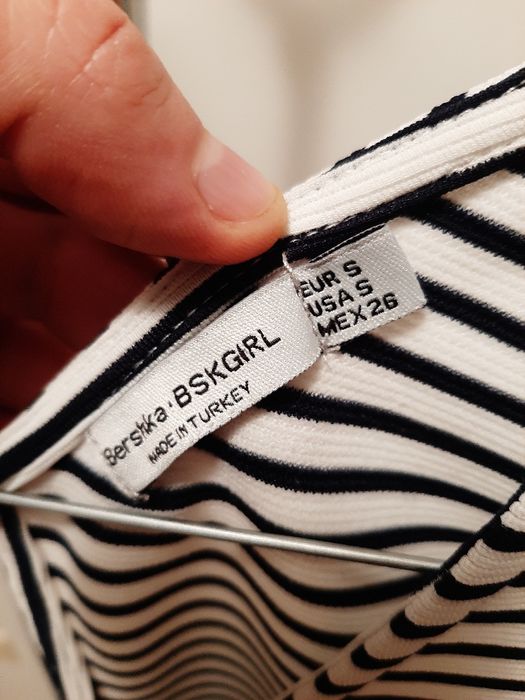 Bershka · BSKGIRL
MADE IN TURKEY
EUR S
USA S
MEX 26